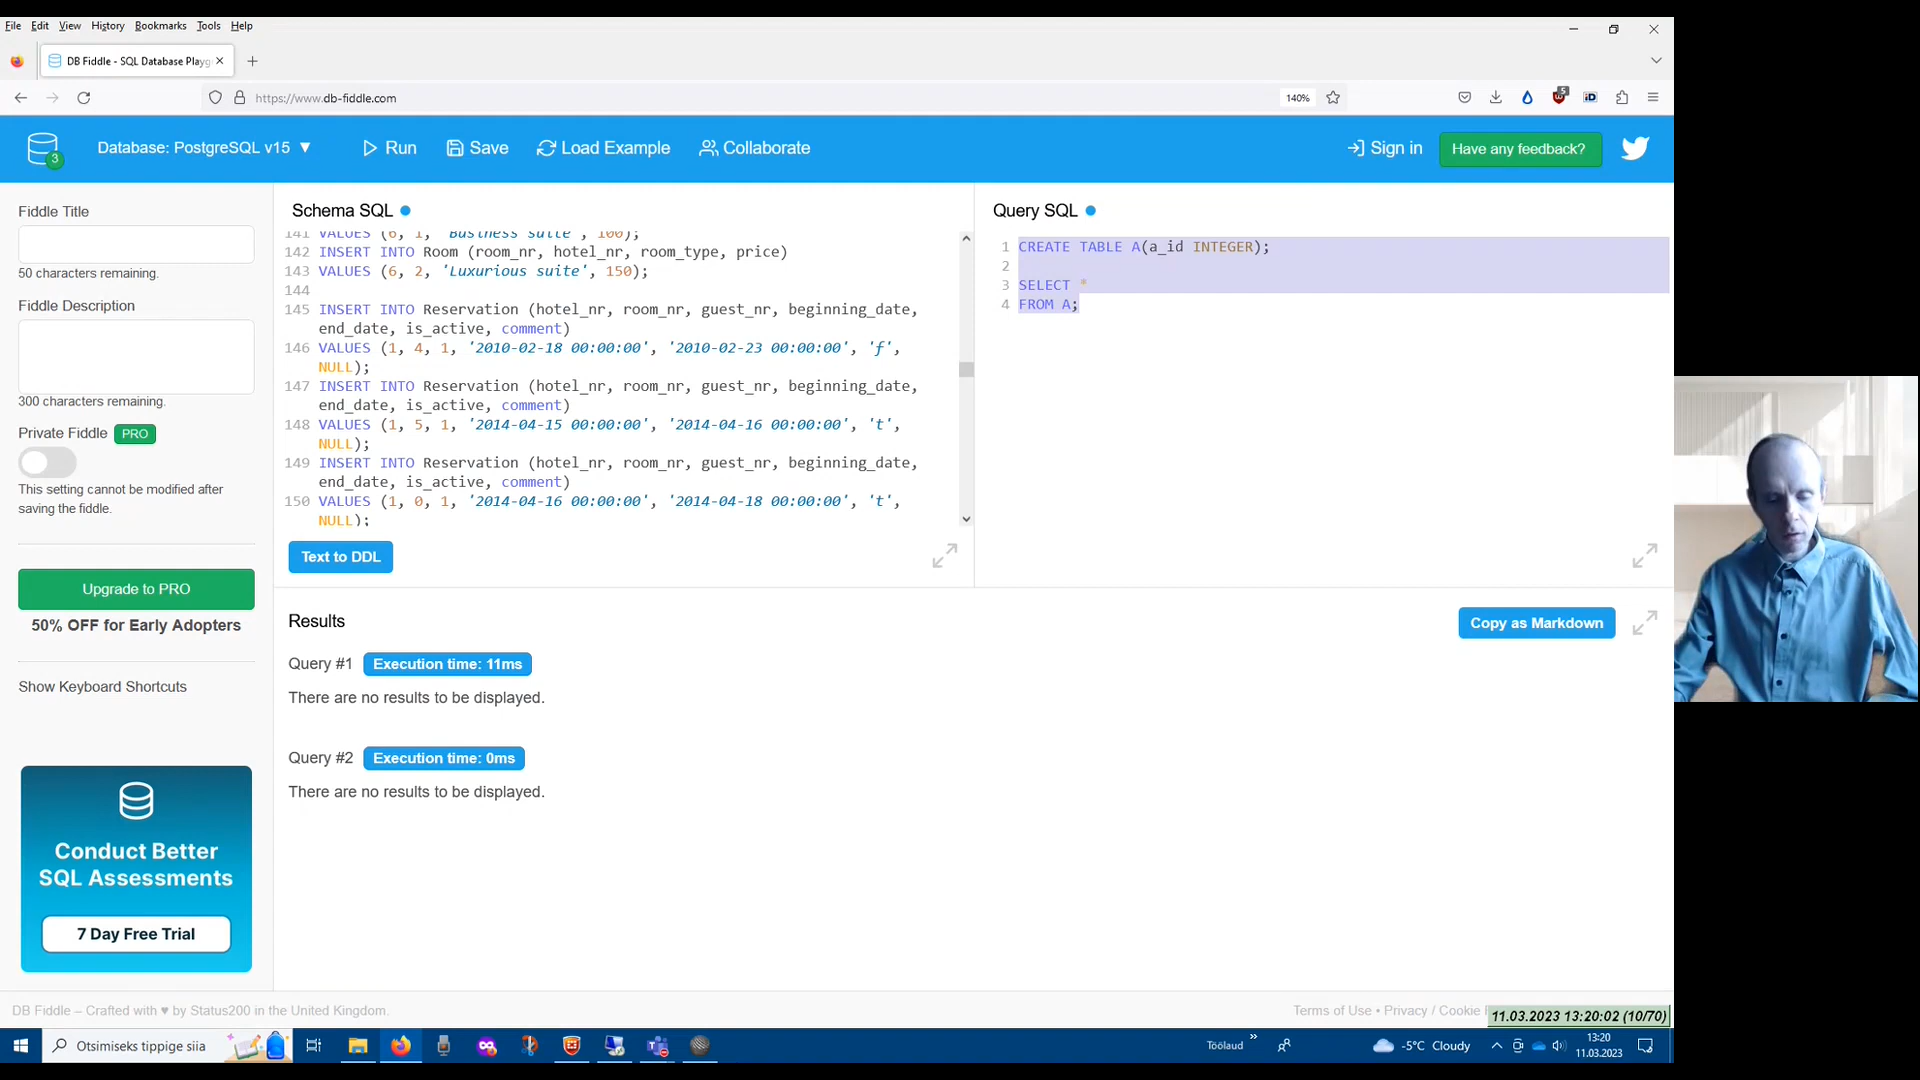 File Edit View History Bookmarks Tools Help
DB Fiddle - SQL Database Playg
https://www.db-fiddle.com
140%
5
iD
3
Database: PostgreSQL v15 ▼
Run
Save
Load Example
Collaborate
Sign in
Have any feedback?
Fiddle Title
50 characters remaining.
Fiddle Description
300 characters remaining.
Private Fiddle PRO
This setting cannot be modified after
saving the fiddle.
Upgrade to PRO
50% OFF for Early Adopters
Show Keyboard Shortcuts
Conduct Better
SQL Assessments
7 Day Free Trial
Schema SQL
141 VALUES (6, 1, 'Business suite', 100);
142 INSERT INTO Room (room_nr, hotel_nr, room_type, price)
143 VALUES (6, 2, 'Luxurious suite', 150);
144
145 INSERT INTO Reservation (hotel_nr, room_nr, guest_nr, beginning_date,
end_date, is_active, comment)
146 VALUES (1, 4, 1, '2010-02-18 00:00:00', '2010-02-23 00:00:00', 'f',
NULL);
147 INSERT INTO Reservation (hotel_nr, room_nr, guest_nr, beginning_date,
end_date, is_active, comment)
148 VALUES (1, 5, 1, '2014-04-15 00:00:00', '2014-04-16 00:00:00', 't',
NULL);
149 INSERT INTO Reservation (hotel_nr, room_nr, guest_nr, beginning_date,
end_date, is_active, comment)
150 VALUES (1, 0, 1, '2014-04-16 00:00:00', '2014-04-18 00:00:00', 't',
NULL);
Text to DDL
Query SQL
1 CREATE TABLE A(a_id INTEGER);
2
3 SELECT *
4 FROM A;
Results
Copy as Markdown
Query #1 Execution time: 11ms
There are no results to be displayed.
Query #2 Execution time: 0ms
There are no results to be displayed.
DB Fiddle – Crafted with ♥ by Status200 in the United Kingdom.
Terms of Use • Privacy / Cookie
11.03.2023 13:20:02 (10/70)
Otsimiseks tippige siia
Töölaud
-5°C Cloudy
13:20
11.03.2023